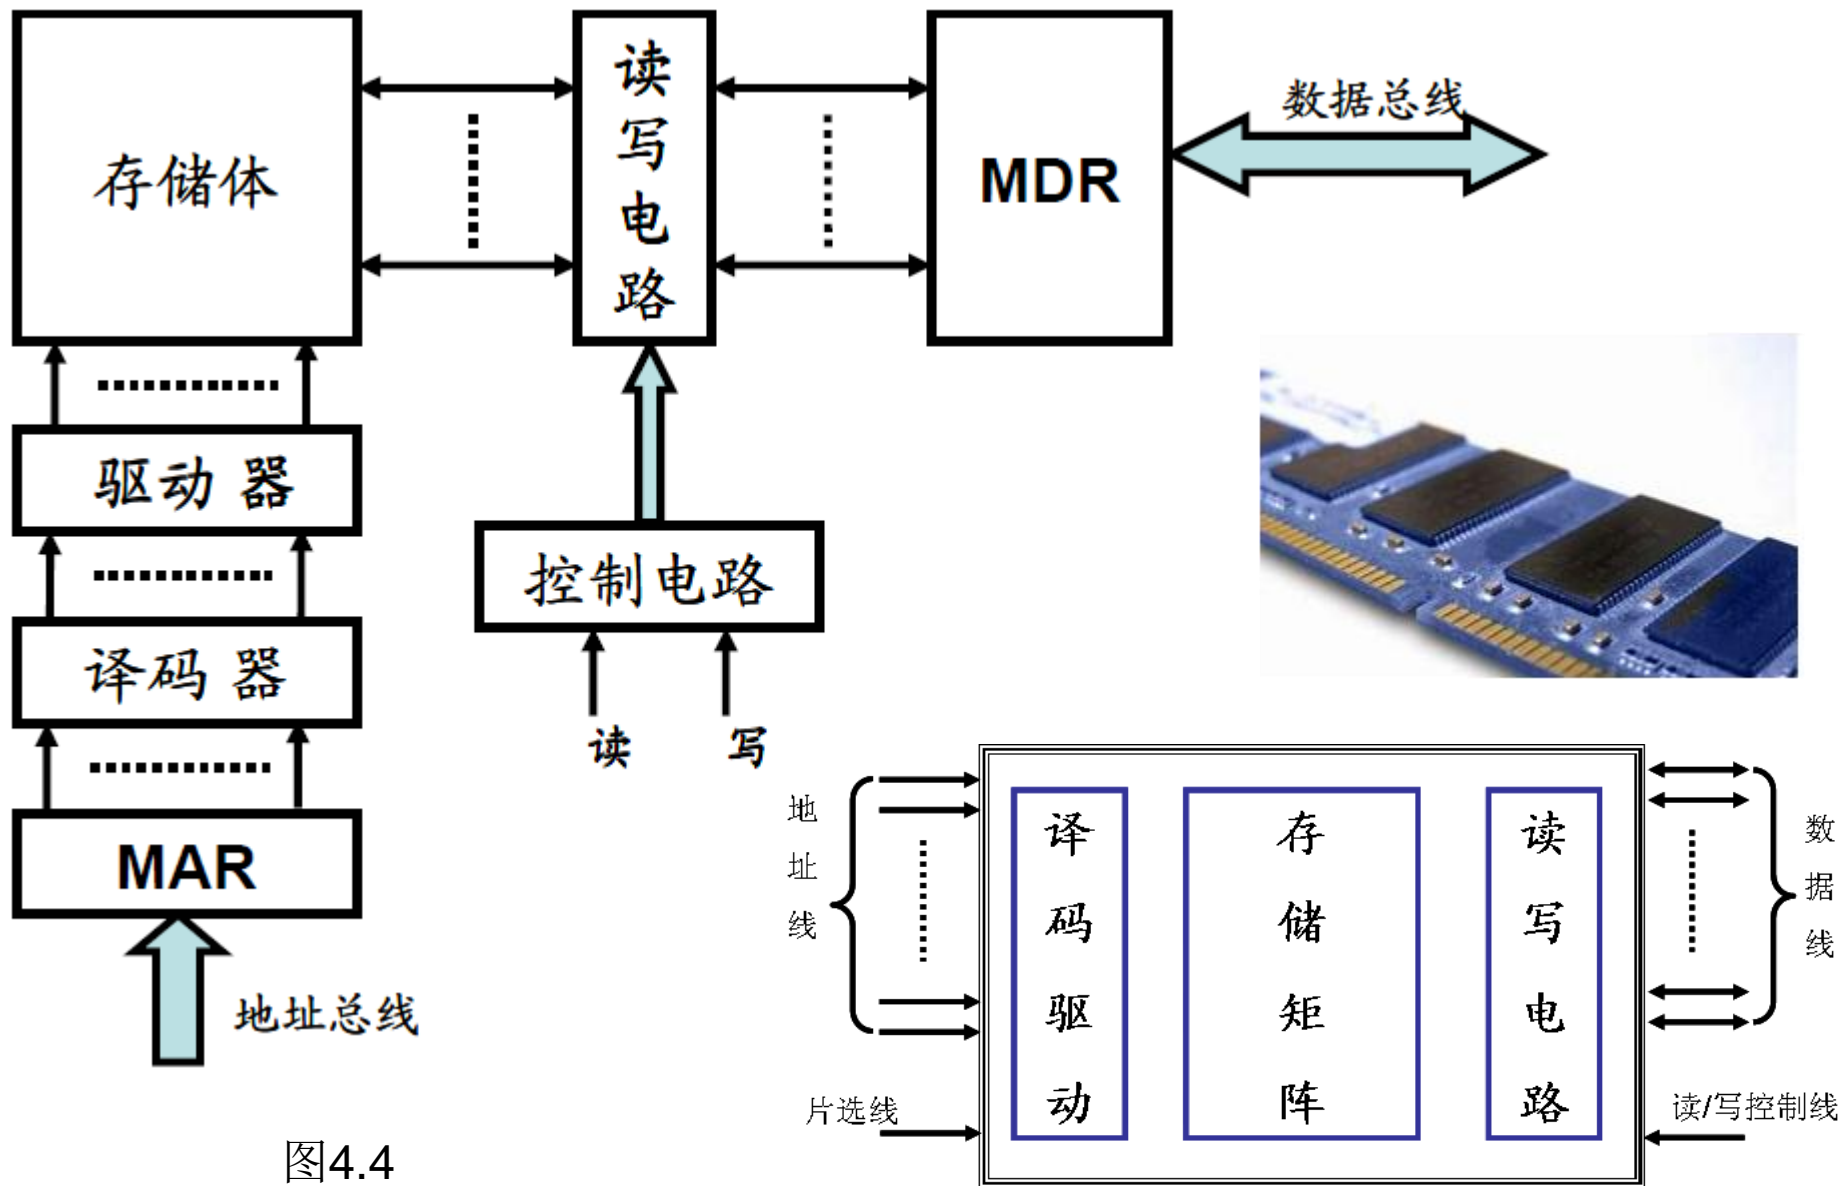 存储体
读写电路
MDR
数据总线
驱动 器
控制电路
译码 器
读
写
MAR
地址总线
图4.4
地址线
译码驱动
存储矩阵
读写电路
数据线
片选线
读/写控制线